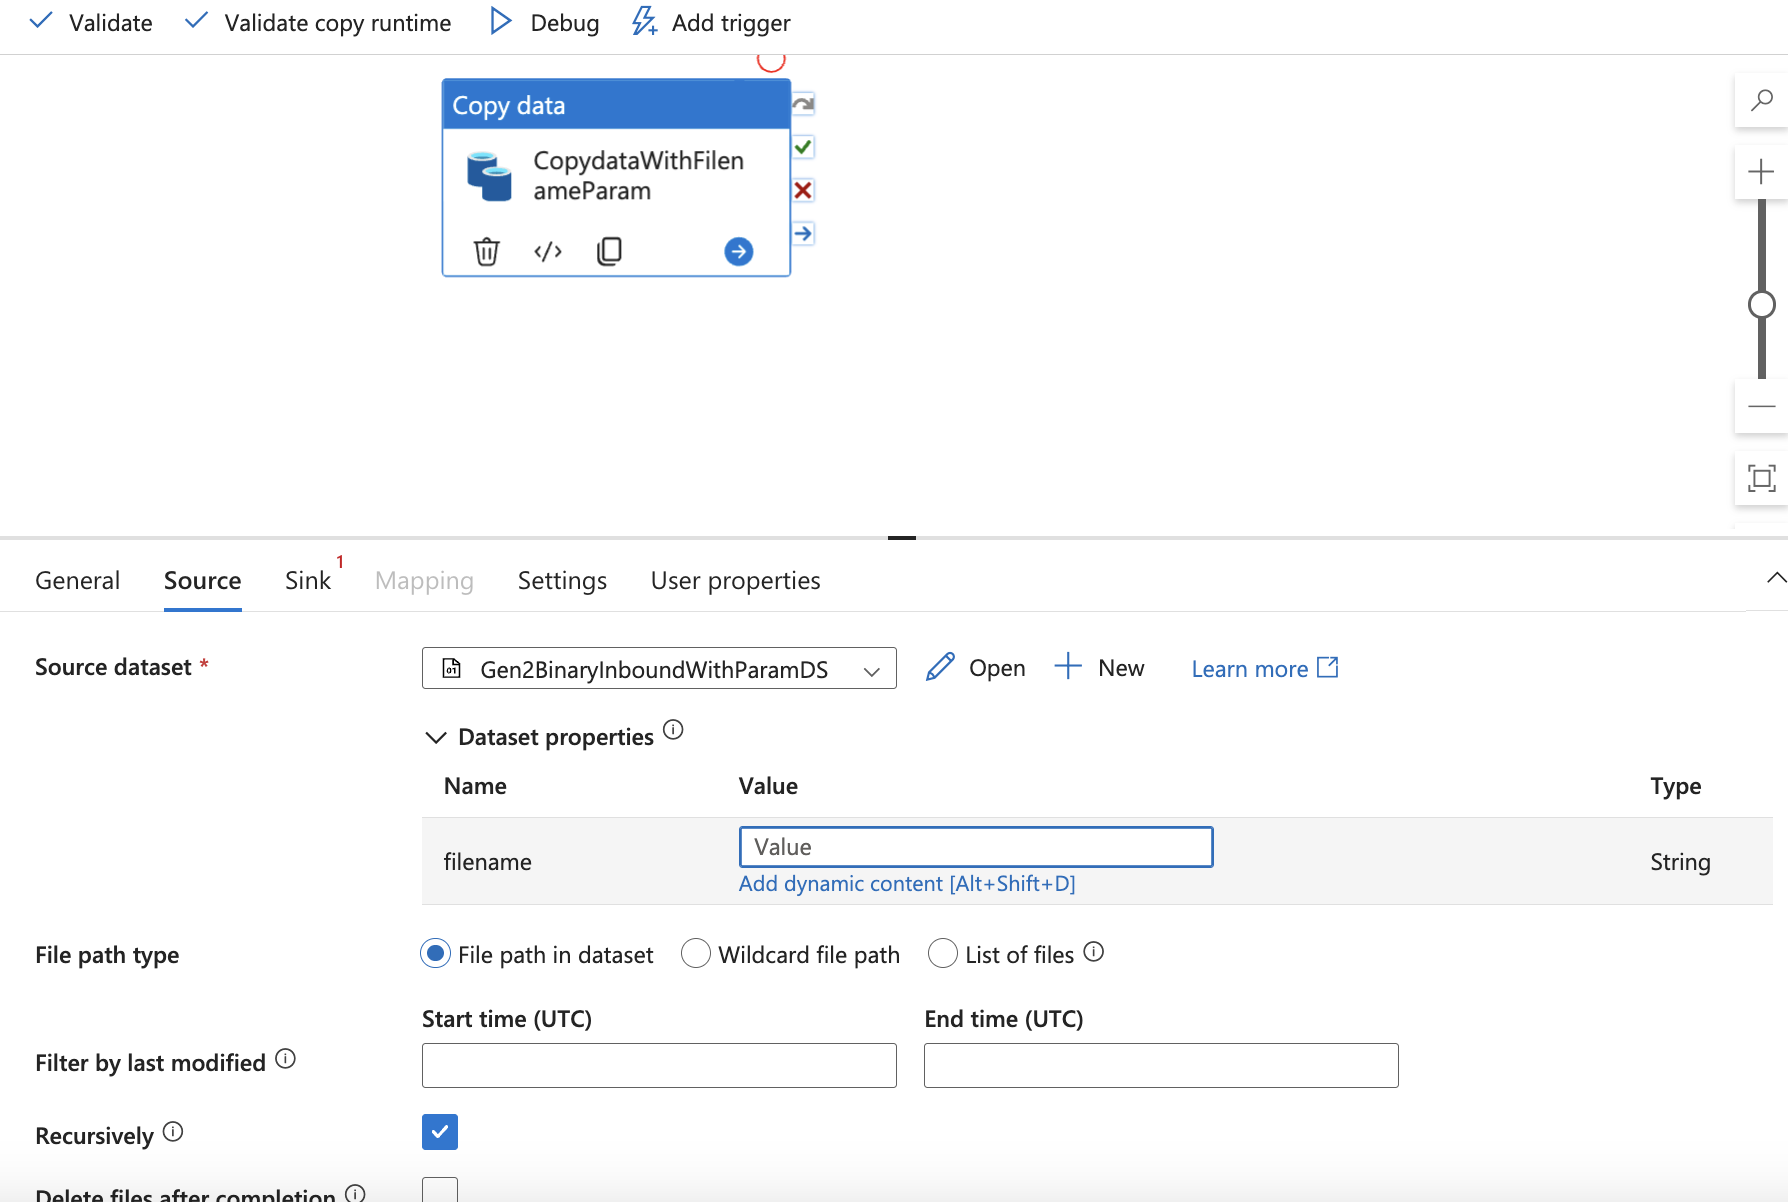 Validate Validate copy runtime Debug Add trigger
Copy data
CopydataWithFilen
ameParam
General Source Sink 1 Mapping Settings User properties
Source dataset * Gen2BinaryInboundWithParamDS Open New Learn more
Dataset properties
Name Value Type
filename Value String
Add dynamic content [Alt+Shift+D]
File path type File path in dataset Wildcard file path List of files
Start time (UTC) End time (UTC)
Filter by last modified
Recursively
Delete files after completion